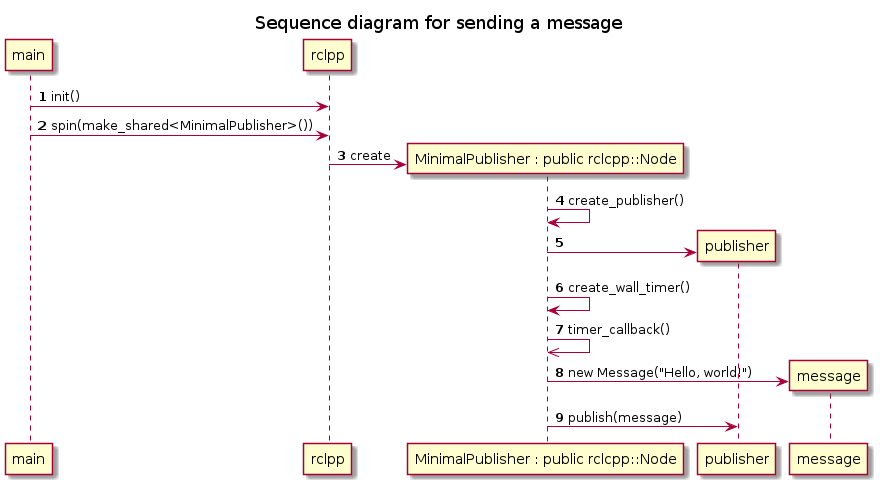 Sequence diagram for sending a message
main
rclpp
1 init()
2 spin(make_shared<MinimalPublisher>())
3 create
MinimalPublisher : public rclcpp::Node
4 create_publisher()
5
publisher
6 create_wall_timer()
7 timer_callback()
8 new Message("Hello, world!")
message
9 publish(message)
main
rclpp
MinimalPublisher : public rclcpp::Node
publisher
message